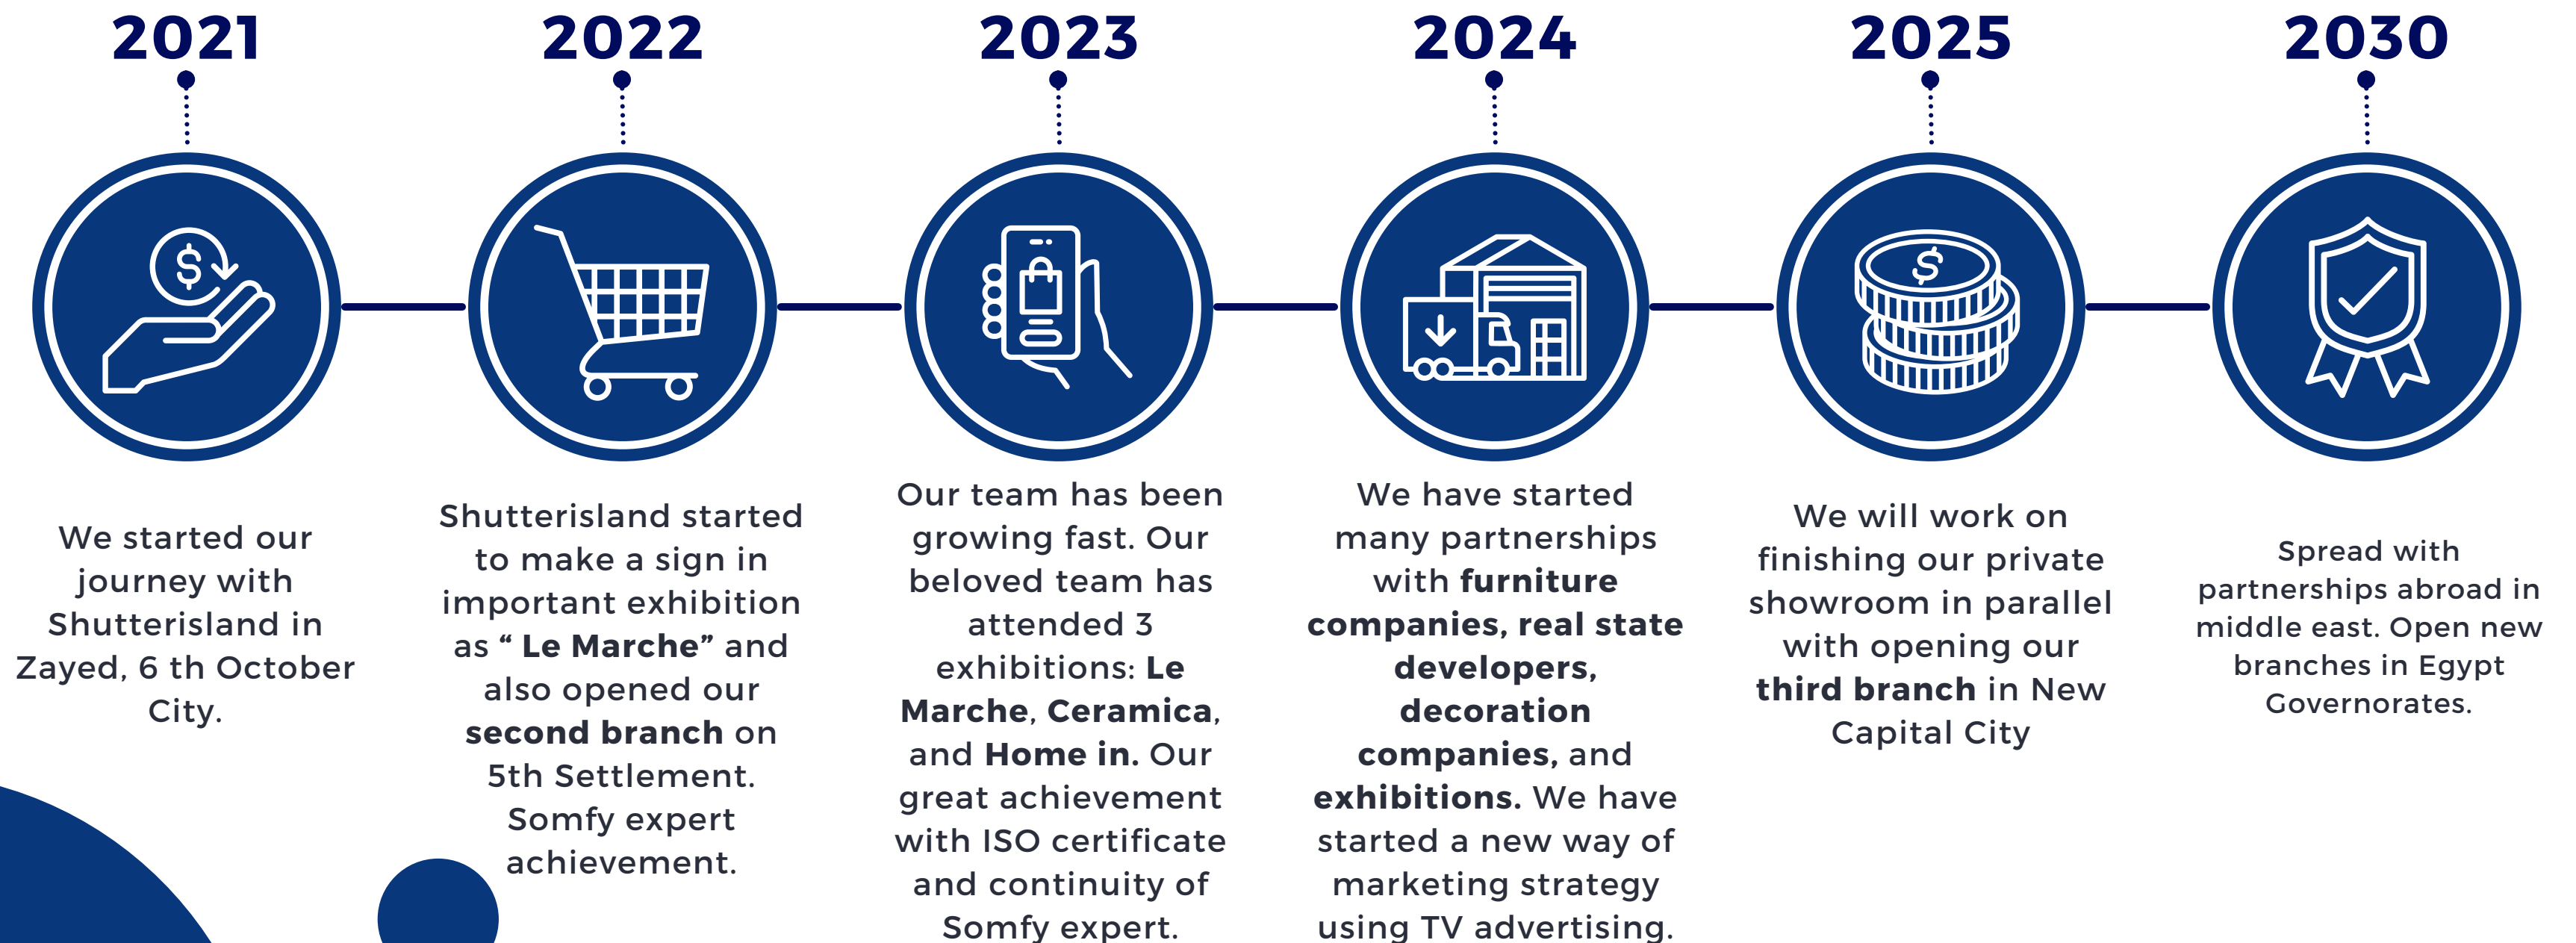 2021
We started our
journey with
Shutterisland in
Zayed, 6 th October
City.
2022
Shutterisland started
to make a sign in
important exhibition
as “ Le Marche” and
also opened our
second branch on
5th Settlement.
Somfy expert
achievement.
2023
Our team has been
growing fast. Our
beloved team has
attended 3
exhibitions: Le
Marche, Ceramica,
and Home in. Our
great achievement
with ISO certificate
and continuity of
Somfy expert.
2024
We have started
many partnerships
with furniture
companies, real state
developers,
decoration
companies, and
exhibitions. We have
started a new way of
marketing strategy
using TV advertising.
2025
We will work on
finishing our private
showroom in parallel
with opening our
third branch in New
Capital City
2030
Spread with
partnerships abroad in
middle east. Open new
branches in Egypt
Governorates.